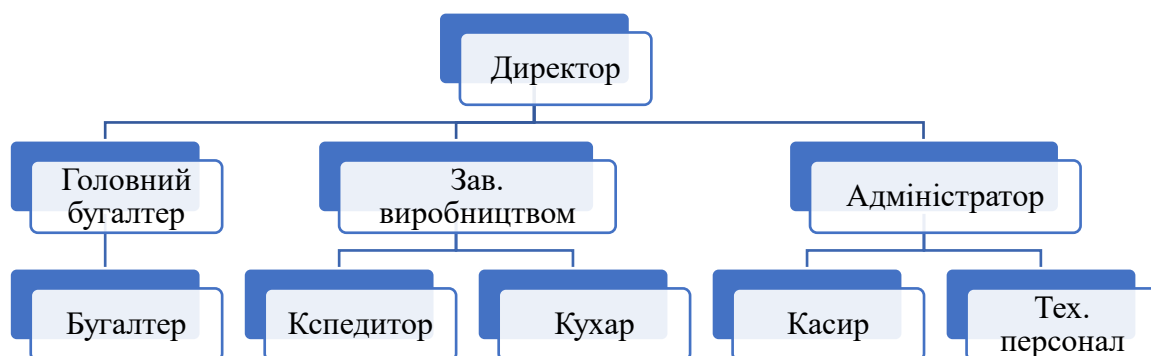 Директор
Головний
бугалтер
Зав.
виробництвом
Адміністратор
Бугалтер
Кспедитор
Кухар
Касир
Тех.
персонал